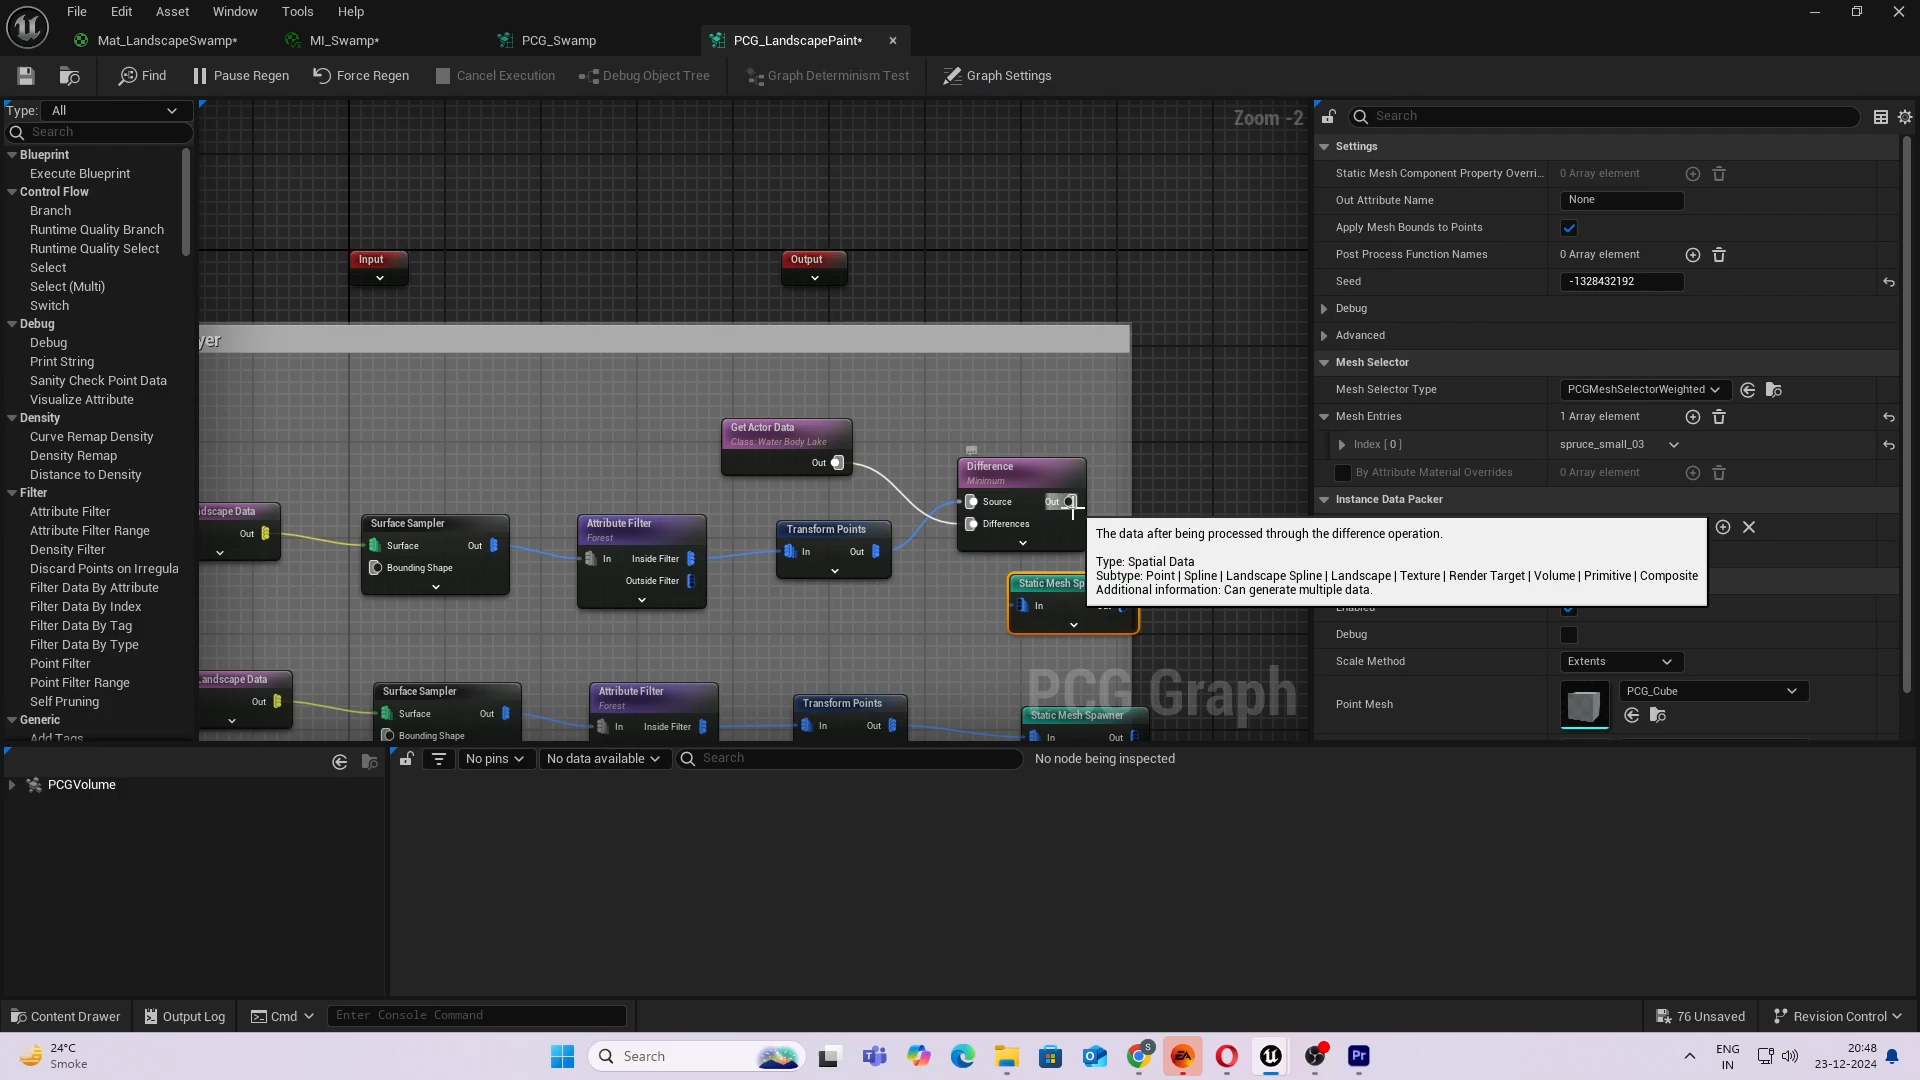 File Edit Asset Window Tools Help
Mat_LandscapeSwamp* MI_Swamp* PCG_Swamp PCG_LandscapePaint*
Find Pause Regen Force Regen Cancel Execution Debug Object Tree Graph Determinism Test Graph Settings
Type: All
Search
Blueprint
Execute Blueprint
Control Flow
Branch
Runtime Quality Branch
Runtime Quality Select
Select
Select (Multi)
Switch
Debug
Debug
Print String
Sanity Check Point Data
Visualize Attribute
Density
Curve Remap Density
Density Remap
Distance to Density
Filter
Attribute Filter
Attribute Filter Range
Density Filter
Discard Points on Irregula
Filter Data By Attribute
Filter Data By Index
Filter Data By Tag
Filter Data By Type
Point Filter
Point Filter Range
Self Pruning
Generic
Add Tags
Zoom -2
Input
Output
yer
Get Actor Data
Class: Water Body Lake
Out
Difference
Minimum
Source Out
Differences
ndscape Data
Out
Surface Sampler
Surface Out
Bounding Shape
Attribute Filter
Forest
In Inside Filter
Outside Filter
Transform Points
In Out
Static Mesh Sp
In Out
Landscape Data
Out
Surface Sampler
Surface Out
Bounding Shape
Attribute Filter
Forest
In Inside Filter
Transform Points
In Out
Static Mesh Spawner
In Out
PCG Graph
The data after being processed through the difference operation.
Type: Spatial Data
Subtype: Point | Spline | Landscape Spline | Landscape | Texture | Render Target | Volume | Primitive | Composite
Additional information: Can generate multiple data.
Search
Settings
Static Mesh Component Property Overri... 0 Array element
Out Attribute Name None
Apply Mesh Bounds to Points
Post Process Function Names 0 Array element
Seed -1328432192
Debug
Advanced
Mesh Selector
Mesh Selector Type PCGMeshSelectorWeighted
Mesh Entries 1 Array element
Index [ 0 ] spruce_small_03
By Attribute Material Overrides 0 Array element
Instance Data Packer
Enabled
Debug
Scale Method Extents
Point Mesh PCG_Cube
PCGVolume
No pins No data available Search No node being inspected
Content Drawer Output Log Cmd Enter Console Command 76 Unsaved Revision Control
24°C
Smoke
Search
ENG
IN
20:48
23-12-2024